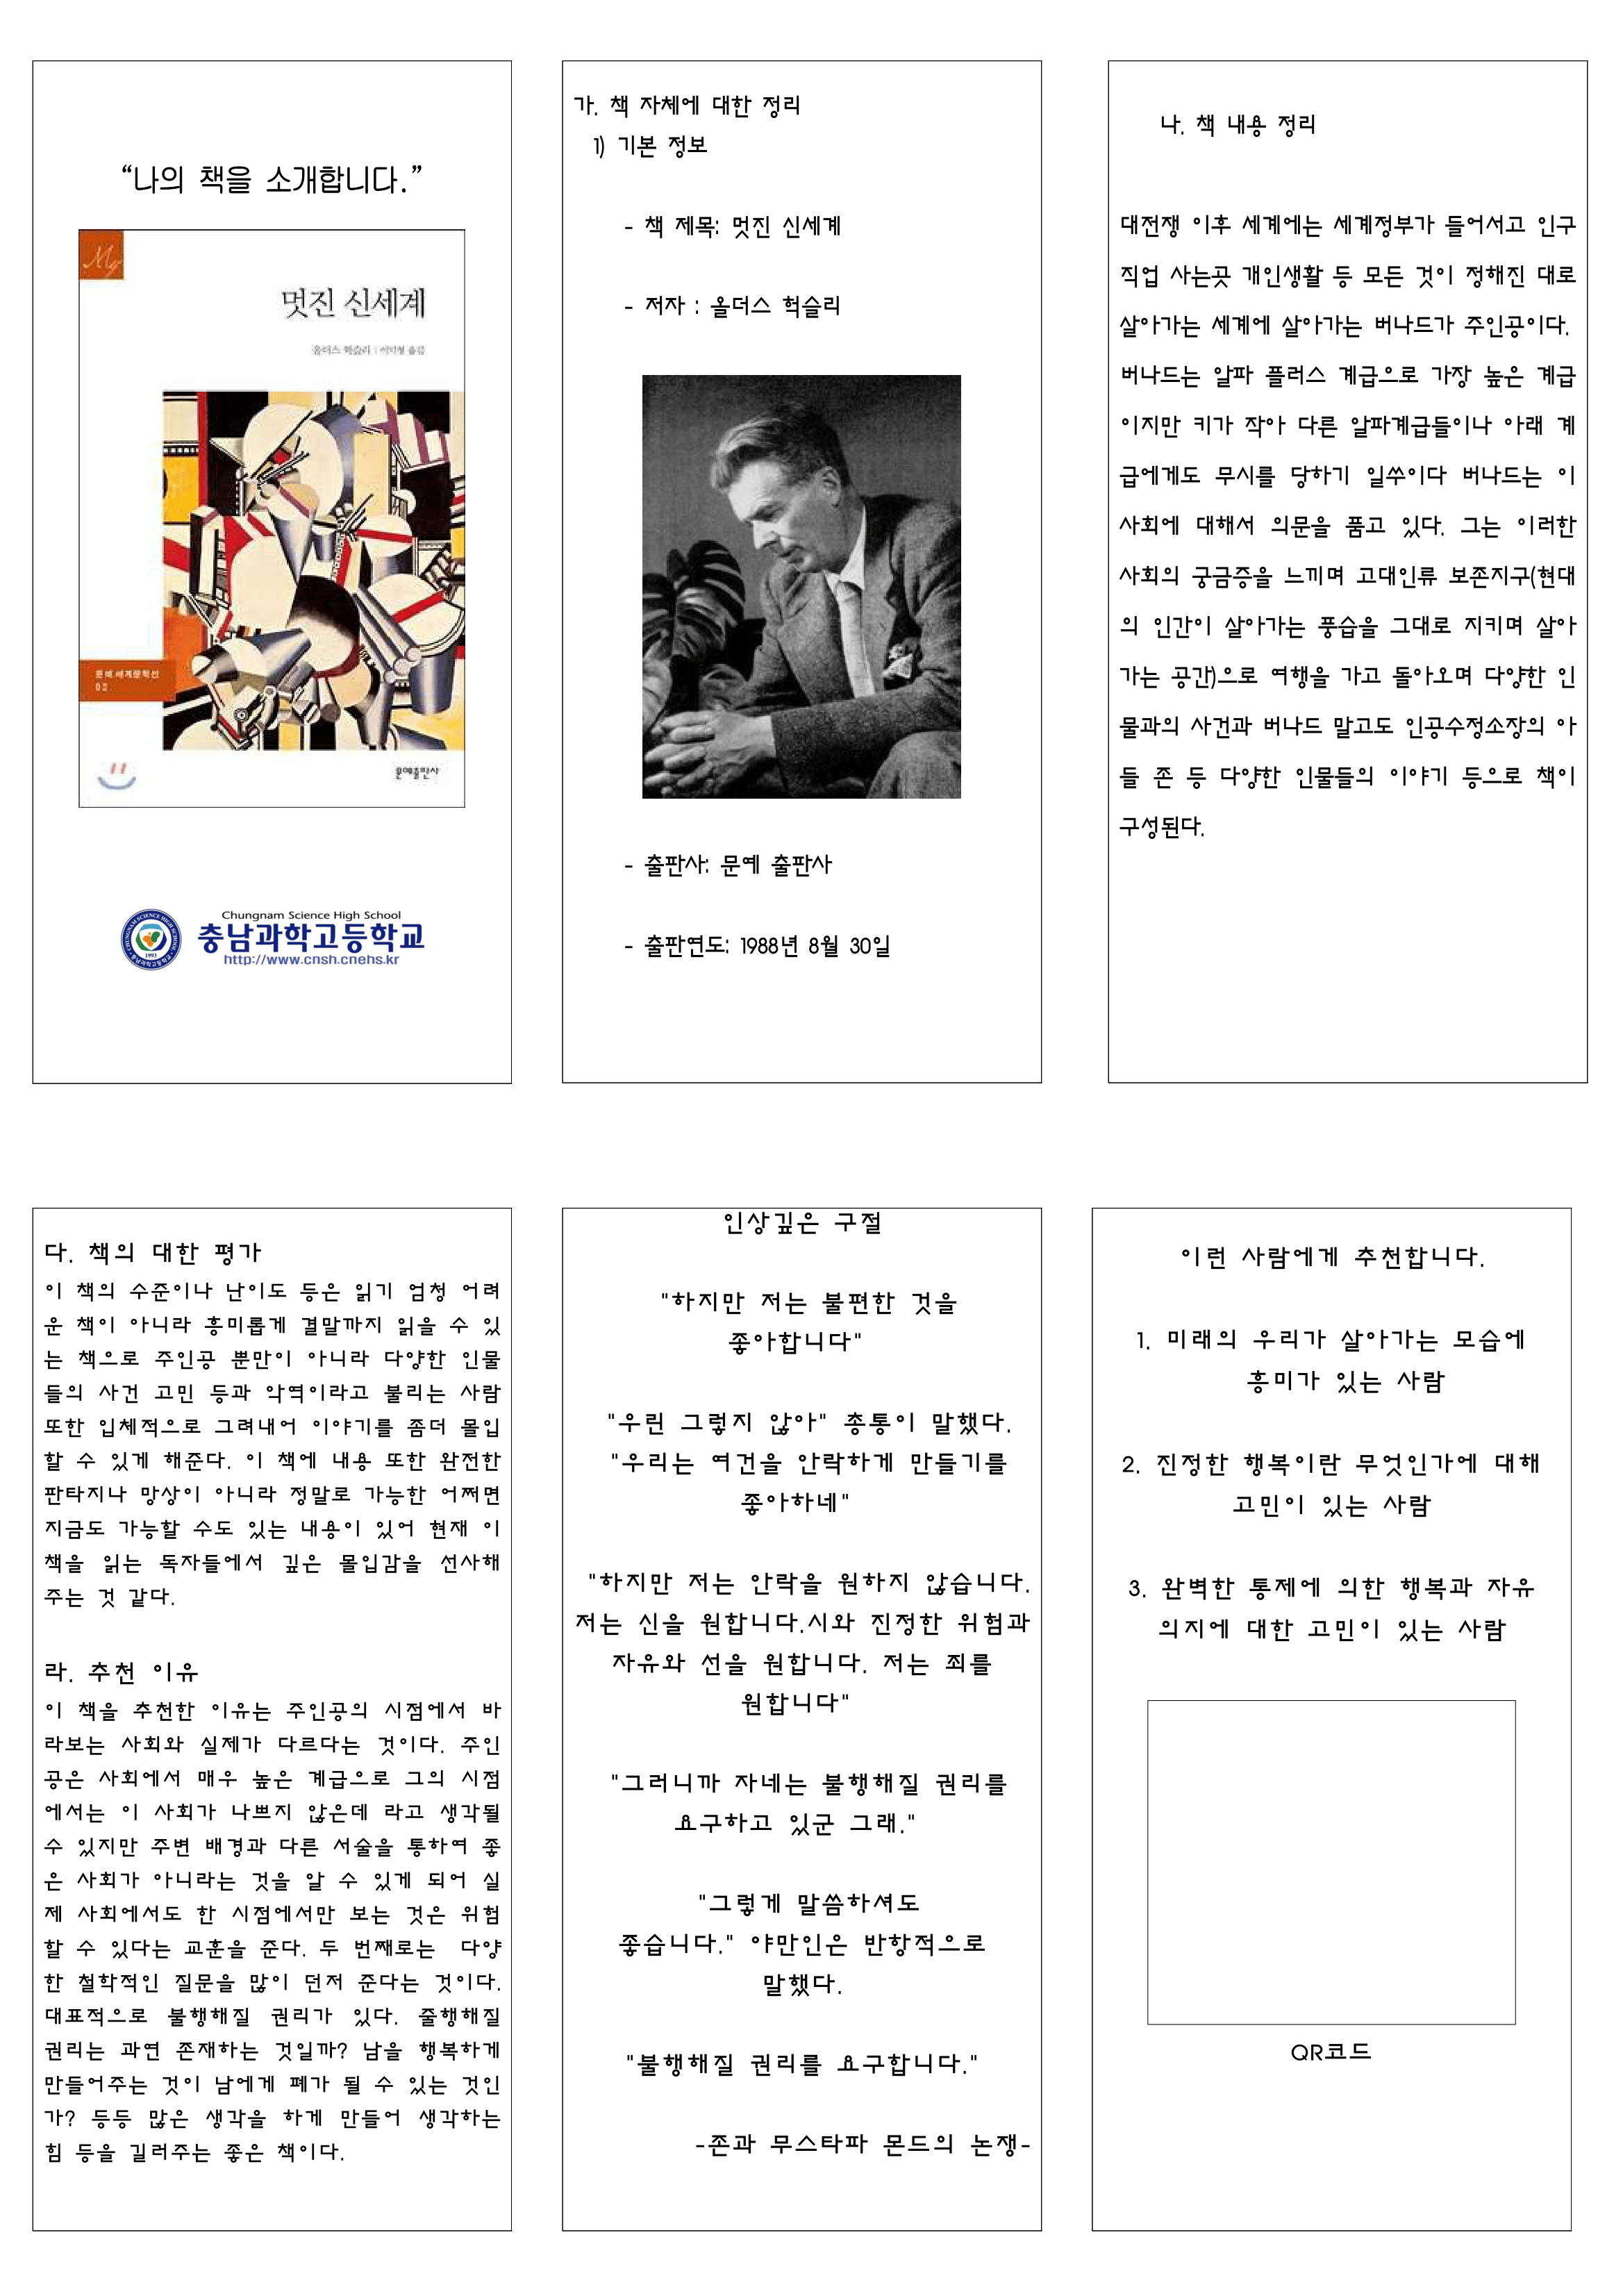 “나의 책을 소개합니다.”
멋진 신세계
올더스 헉슬리 | 이덕형 옮김
문예 세계문학선
02
문예출판사
Chungnam Science High School
충남과학고등학교
http://www.cnsh.cnehs.kr
가. 책 자체에 대한 정리
1) 기본 정보
- 책 제목: 멋진 신세계
- 저자 : 올더스 헉슬리
- 출판사: 문예 출판사
- 출판연도: 1988년 8월 30일
나. 책 내용 정리
대전쟁 이후 세계에는 세계정부가 들어서고 인구
직업 사는곳 개인생활 등 모든 것이 정해진 대로
살아가는 세계에 살아가는 버나드가 주인공이다.
버나드는 알파 플러스 계급으로 가장 높은 계급
이지만 키가 작아 다른 알파계급들이나 아래 계
급에게도 무시를 당하기 일쑤이다 버나드는 이
사회에 대해서 의문을 품고 있다. 그는 이러한
사회의 궁금증을 느끼며 고대인류 보존지구(현대
의 인간이 살아가는 풍습을 그대로 지키며 살아
가는 공간)으로 여행을 가고 돌아오며 다양한 인
물과의 사건과 버나드 말고도 인공수정소장의 아
들 존 등 다양한 인물들의 이야기 등으로 책이
구성된다.
다. 책의 대한 평가
이 책의 수준이나 난이도 등은 읽기 엄청 어려
운 책이 아니라 흥미롭게 결말까지 읽을 수 있
는 책으로 주인공 뿐만이 아니라 다양한 인물
들의 사건 고민 등과 악역이라고 불리는 사람
또한 입체적으로 그려내어 이야기를 좀더 몰입
할 수 있게 해준다. 이 책에 내용 또한 완전한
판타지나 망상이 아니라 정말로 가능한 어쩌면
지금도 가능할 수도 있는 내용이 있어 현재 이
책을 읽는 독자들에서 깊은 몰입감을 선사해
주는 것 같다.
라. 추천 이유
이 책을 추천한 이유는 주인공의 시점에서 바
라보는 사회와 실제가 다르다는 것이다. 주인
공은 사회에서 매우 높은 계급으로 그의 시점
에서는 이 사회가 나쁘지 않은데 라고 생각될
수 있지만 주변 배경과 다른 서술을 통하여 좋
은 사회가 아니라는 것을 알 수 있게 되어 실
제 사회에서도 한 시점에서만 보는 것은 위험
할 수 있다는 교훈을 준다. 두 번째로는 다양
한 철학적인 질문을 많이 던져 준다는 것이다.
대표적으로 불행해질 권리가 있다. 줄행해질
권리는 과연 존재하는 것일까? 남을 행복하게
만들어주는 것이 남에게 폐가 될 수 있는 것인
가? 등등 많은 생각을 하게 만들어 생각하는
힘 등을 길러주는 좋은 책이다.
인상깊은 구절
"하지만 저는 불편한 것을
좋아합니다"
"우린 그렇지 않아" 총통이 말했다.
"우리는 여건을 안락하게 만들기를
좋아하네"
"하지만 저는 안락을 원하지 않습니다.
저는 신을 원합니다.시와 진정한 위험과
자유와 선을 원합니다. 저는 죄를
원합니다"
"그러니까 자네는 불행해질 권리를
요구하고 있군 그래."
"그렇게 말씀하셔도
좋습니다." 야만인은 반항적으로
말했다.
"불행해질 권리를 요구합니다."
-존과 무스타파 몬드의 논쟁-
이런 사람에게 추천합니다.
1. 미래의 우리가 살아가는 모습에
흥미가 있는 사람
2. 진정한 행복이란 무엇인가에 대해
고민이 있는 사람
3. 완벽한 통제에 의한 행복과 자유
의지에 대한 고민이 있는 사람
QR코드